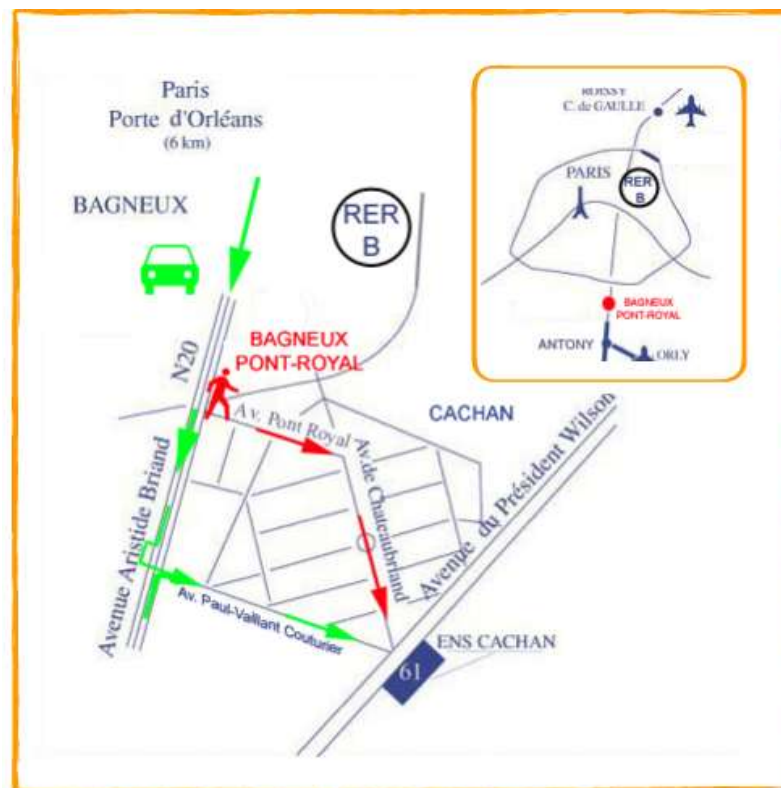 Paris
Porte d'Orléans
(6 km)
BAGNEUX
RER
B
N20
BAGNEUX
PONT-ROYAL
Av. Pont Royal
CACHAN
Av.de Chateaubriand
Avenue du Président Wilson
Avenue Aristide Briand
Av. Paul-Vaillant Couturier
ENS CACHAN
61
ROISSY
C. de GAULLE
PARIS
RER
B
BAGNEUX
PONT-ROYAL
ANTONY
ORLY